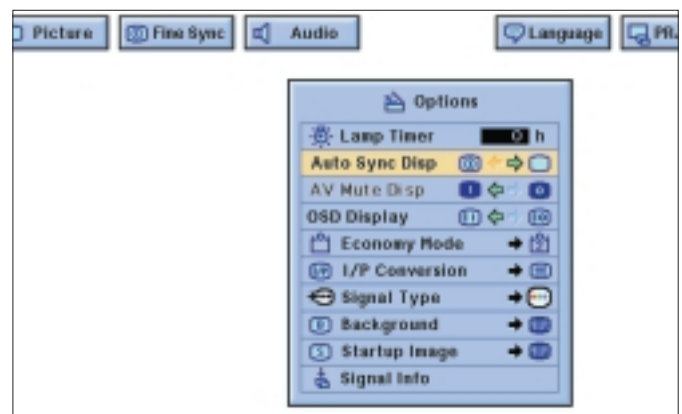 Picture Fine Sync Audio Language PR
Options
Lamp Timer 0 h
Auto Sync Disp
AV Mute Disp
OSD Display
Economy Mode
I/P Conversion
Signal Type
Background
Startup Image
Signal Info